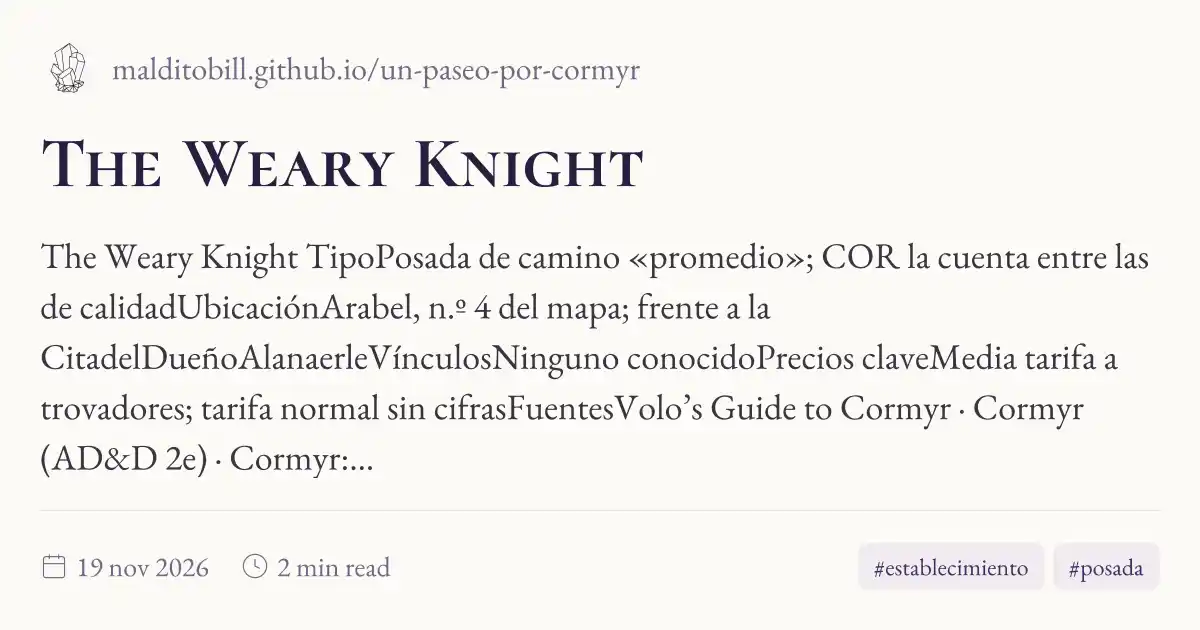 malditobill.github.io/un-paseo-por-cormyr
The Weary Knight
The Weary Knight TipoPosada de camino «promedio»; COR la cuenta entre las
de calidadUbicaciónArabel, n.º 4 del mapa; frente a la
CitadelDueñoAlanaerleVínculosNinguno conocidoPrecios claveMedia tarifa a
trovadores; tarifa normal sin cifrasFuentesVolo’s Guide to Cormyr · Cormyr
(AD&D 2e) · Cormyr:...
19 nov 2026 2 min read #establecimiento #posada